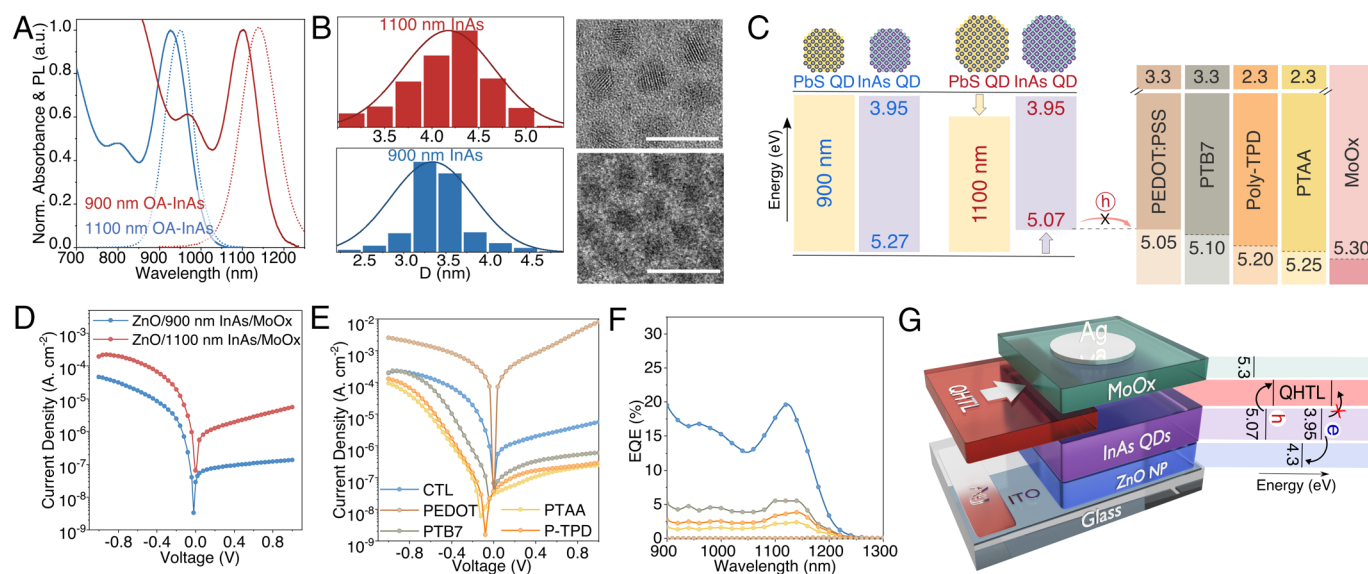 A
Norm. Absorbance & PL (a.u.)
1.0
0.8
0.6
0.4
0.2
0.0
900 nm OA-InAs
1100 nm OA-InAs
700 800 900 1000 1100 1200
Wavelength (nm)
B
1100 nm InAs
3.5 4.0 4.5 5.0
900 nm InAs
2.5 3.0 3.5 4.0 4.5
D (nm)
C
PbS QD InAs QD PbS QD InAs QD
Energy (eV)
900 nm
3.95
5.27
1100 nm
3.95
5.07
h
x
3.3 3.3 2.3 2.3
PEDOT:PSS
PTB7
Poly-TPD
PTAA
MoOx
5.05 5.10 5.20 5.25 5.30
D
Current Density (A. cm⁻²)
10⁻²
10⁻³
10⁻⁴
10⁻⁵
10⁻⁶
10⁻⁷
10⁻⁸
10⁻⁹
ZnO/900 nm InAs/MoOx
ZnO/1100 nm InAs/MoOx
-0.8 -0.4 0.0 0.4 0.8
Voltage (V)
E
Current Density (A. cm⁻²)
10⁻²
10⁻³
10⁻⁴
10⁻⁵
10⁻⁶
10⁻⁷
10⁻⁸
10⁻⁹
CTL
PEDOT PTAA
PTB7 P-TPD
-0.8 -0.4 0.0 0.4 0.8
Voltage (V)
F
EQE (%)
30
25
20
15
10
5
0
900 1000 1100 1200 1300
Wavelength (nm)
G
Ag
MoOx
QHTL
InAs QDs
ZnO NP
ITO
Glass
5.3
QHTL
5.07
h
3.95
e
4.3
Energy (eV)